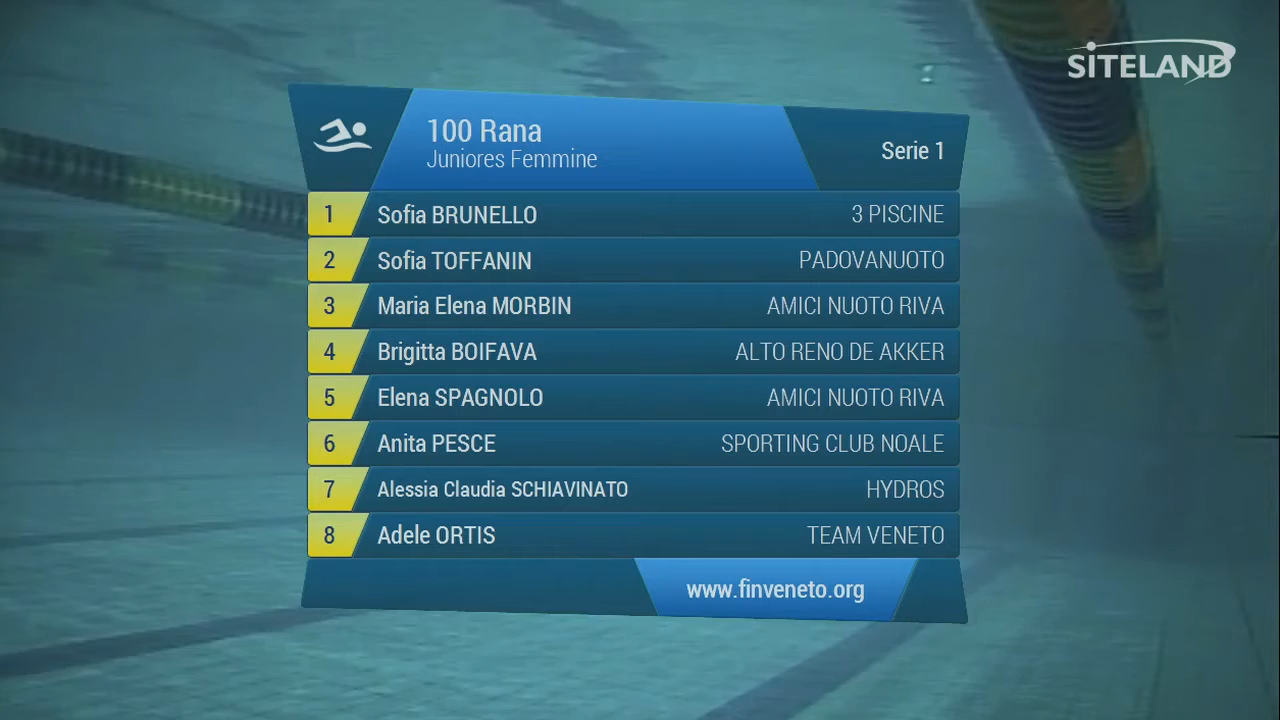 SITELAND
100 Rana
Juniores Femmine
Serie 1
1 Sofia BRUNELLO 3 PISCINE
2 Sofia TOFFANIN PADOVANUOTO
3 Maria Elena MORBIN AMICI NUOTO RIVA
4 Brigitta BOIFAVA ALTO RENO DE AKKER
5 Elena SPAGNOLO AMICI NUOTO RIVA
6 Anita PESCE SPORTING CLUB NOALE
7 Alessia Claudia SCHIAVINATO HYDROS
8 Adele ORTIS TEAM VENETO
www.finveneto.org